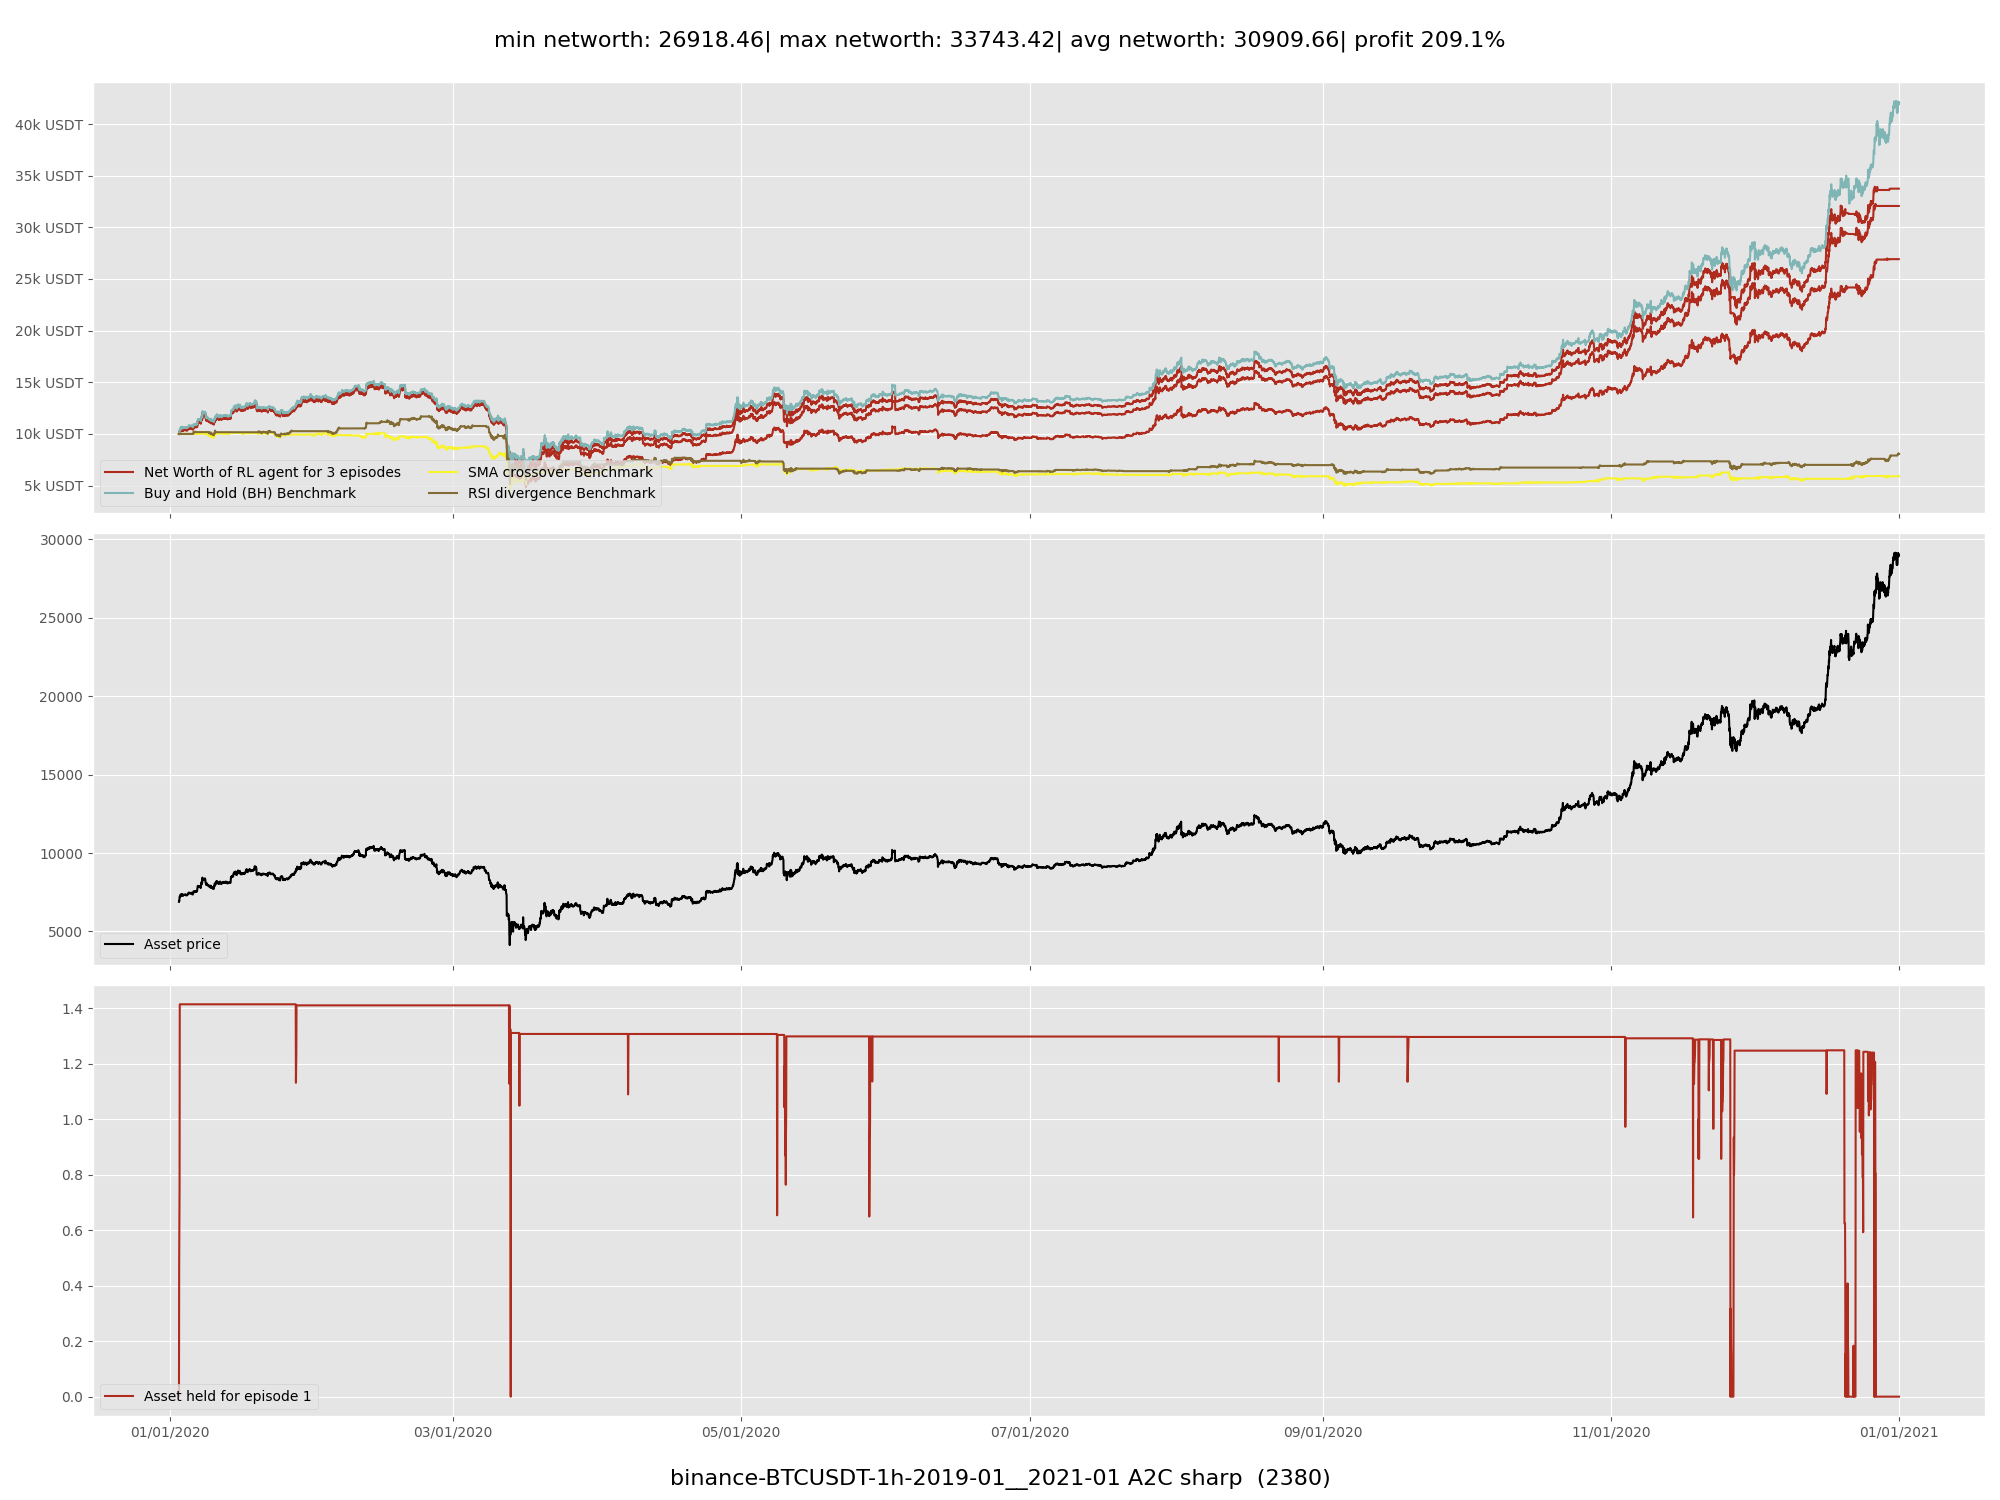 min networth: 26918.46| max networth: 33743.42| avg networth: 30909.66| profit 209.1%
40k USDT
35k USDT
30k USDT
25k USDT
20k USDT
15k USDT
10k USDT
5k USDT
Net Worth of RL agent for 3 episodes
Buy and Hold (BH) Benchmark
SMA crossover Benchmark
RSI divergence Benchmark
30000
25000
20000
15000
10000
5000
Asset price
1.4
1.2
1.0
0.8
0.6
0.4
0.2
0.0
Asset held for episode 1
01/01/2020 03/01/2020 05/01/2020 07/01/2020 09/01/2020 11/01/2020 01/01/2021
binance-BTCUSDT-1h-2019-01__2021-01 A2C sharp (2380)